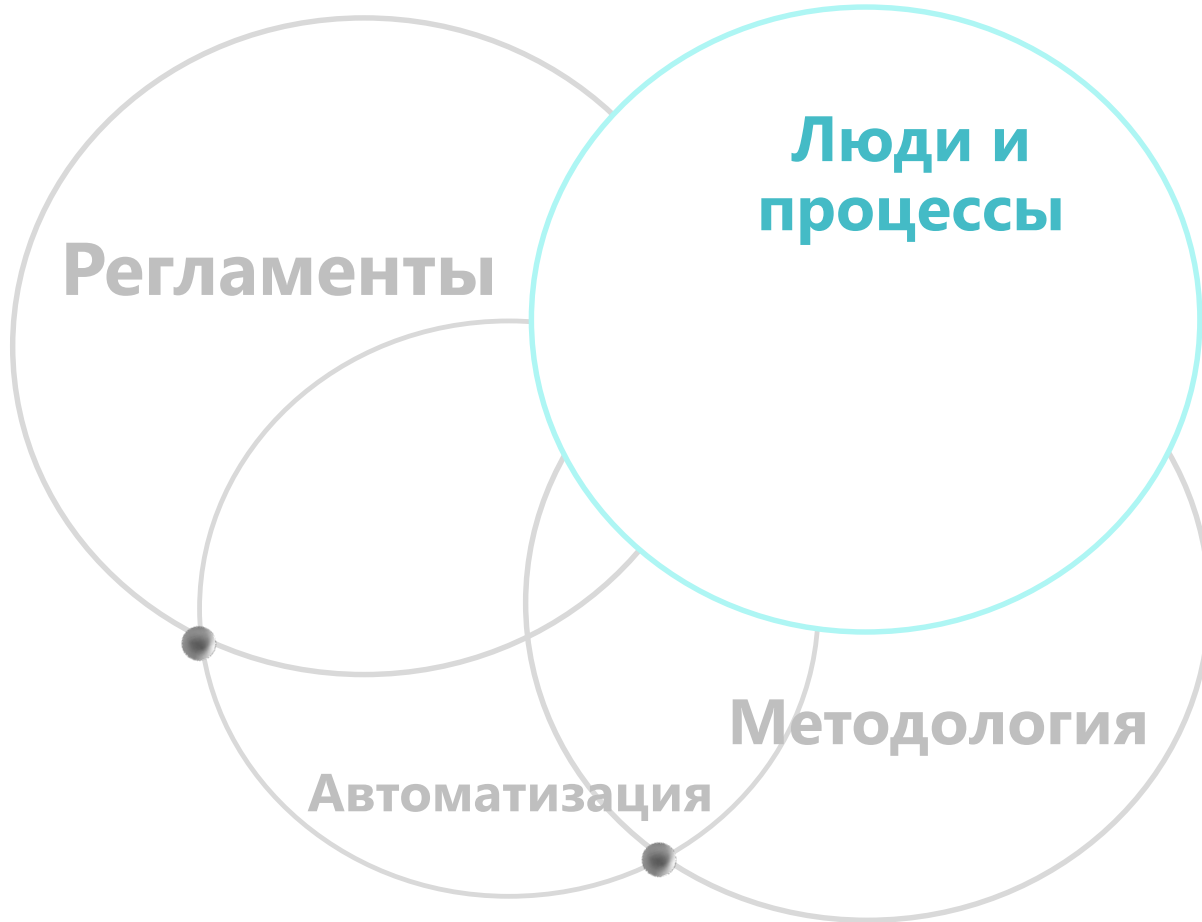 Люди и
процессы
Регламенты
Методология
Автоматизация